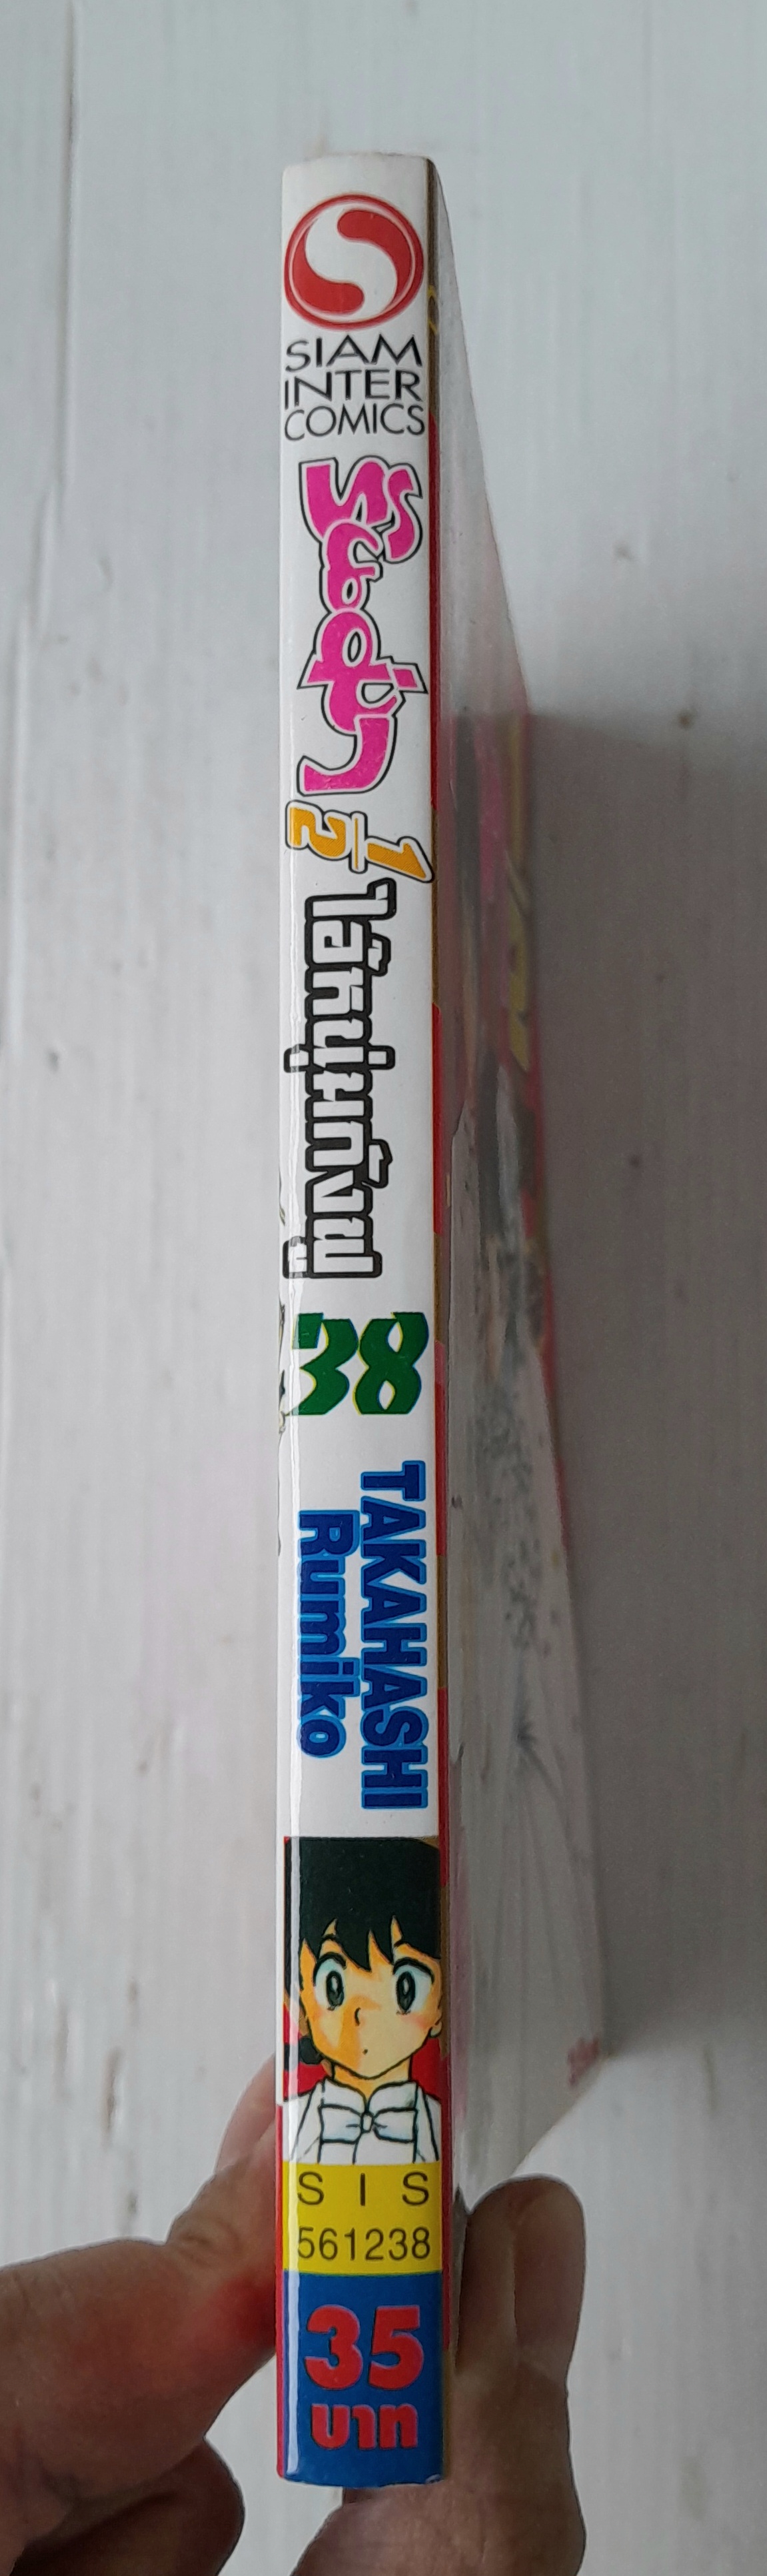 SIAM
INTER
COMICS
รันม่า
1/2
ไอ้หนุ่มกังฟู
38
TAKAHASHI
Rumiko
S I S
561238
35
บาท